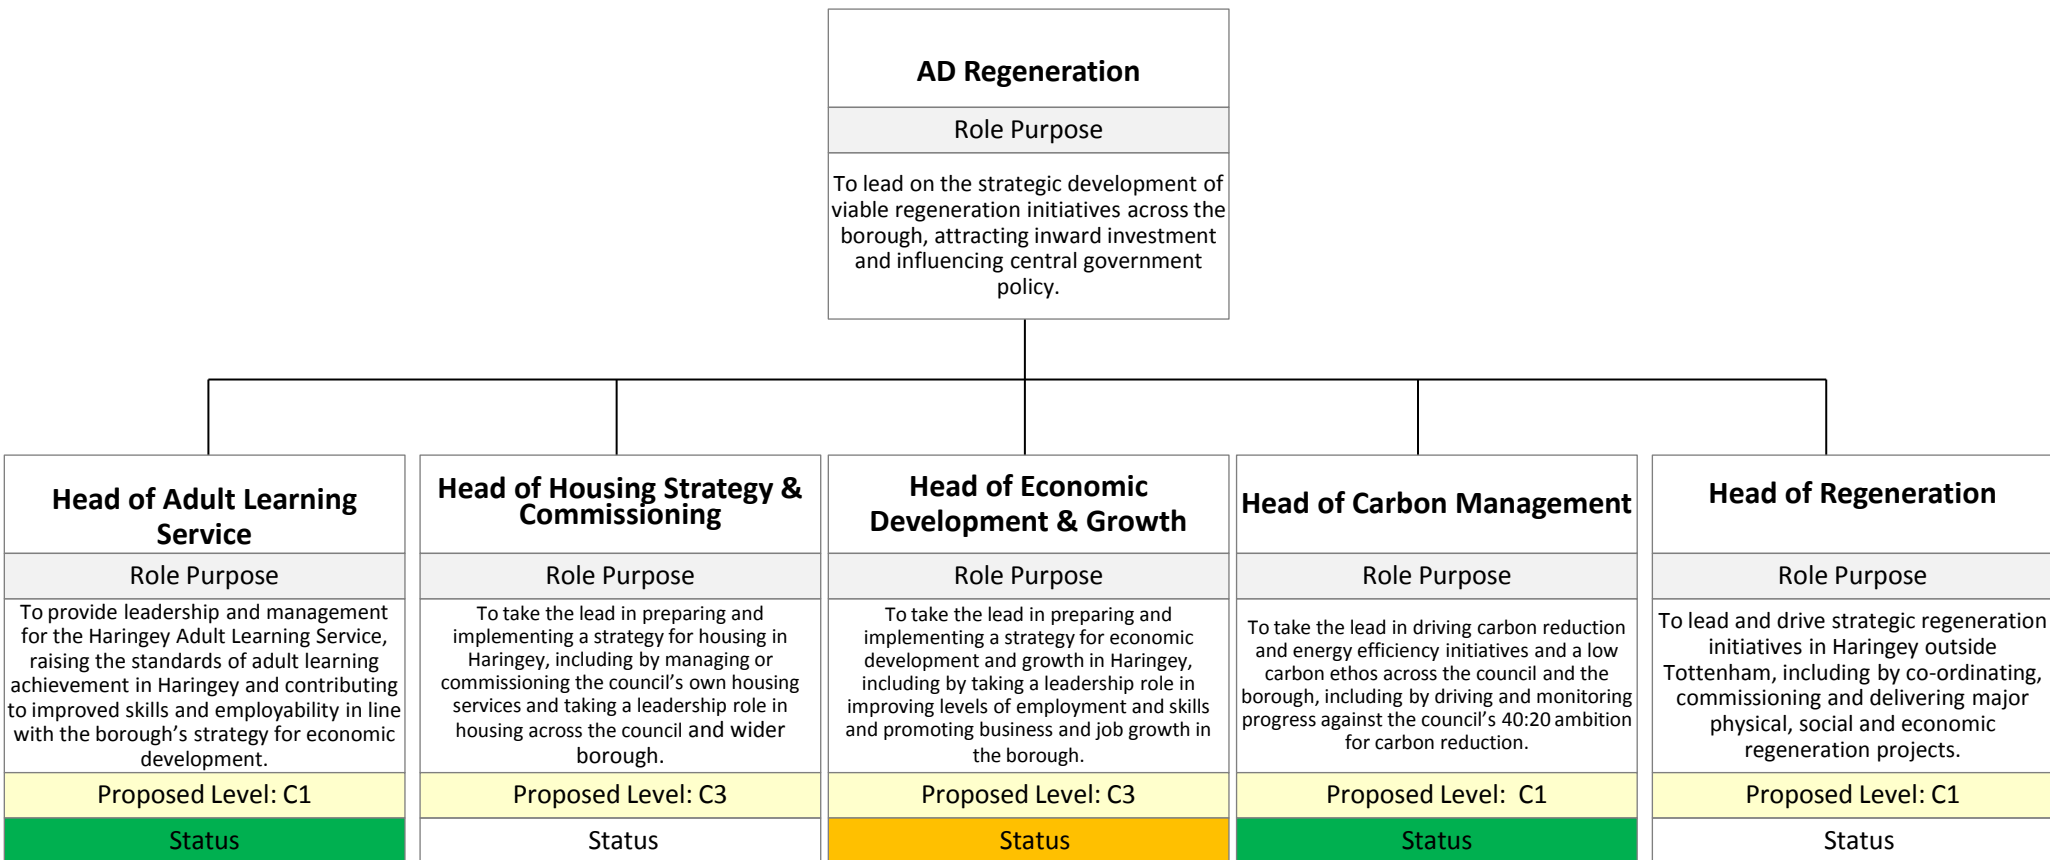 AD Regeneration
Role Purpose
To lead on the strategic development of
viable regeneration initiatives across the
borough, attracting inward investment
and influencing central government
policy.
Head of Adult Learning
Service
Role Purpose
To provide leadership and management
for the Haringey Adult Learning Service,
raising the standards of adult learning
achievement in Haringey and contributing
to improved skills and employability in line
with the borough’s strategy for economic
development.
Proposed Level: C1
Status
Head of Housing Strategy &
Commissioning
Role Purpose
To take the lead in preparing and
implementing a strategy for housing in
Haringey, including by managing or
commissioning the council’s own housing
services and taking a leadership role in
housing across the council and wider
borough.
Proposed Level: C3
Status
Head of Economic
Development & Growth
Role Purpose
To take the lead in preparing and
implementing a strategy for economic
development and growth in Haringey,
including by taking a leadership role in
improving levels of employment and skills
and promoting business and job growth in
the borough.
Proposed Level: C3
Status
Head of Carbon Management
Role Purpose
To take the lead in driving carbon reduction
and energy efficiency initiatives and a low
carbon ethos across the council and the
borough, including by driving and monitoring
progress against the council’s 40:20 ambition
for carbon reduction.
Proposed Level: C1
Status
Head of Regeneration
Role Purpose
To lead and drive strategic regeneration
initiatives in Haringey outside
Tottenham, including by co-ordinating,
commissioning and delivering major
physical, social and economic
regeneration projects.
Proposed Level: C1
Status